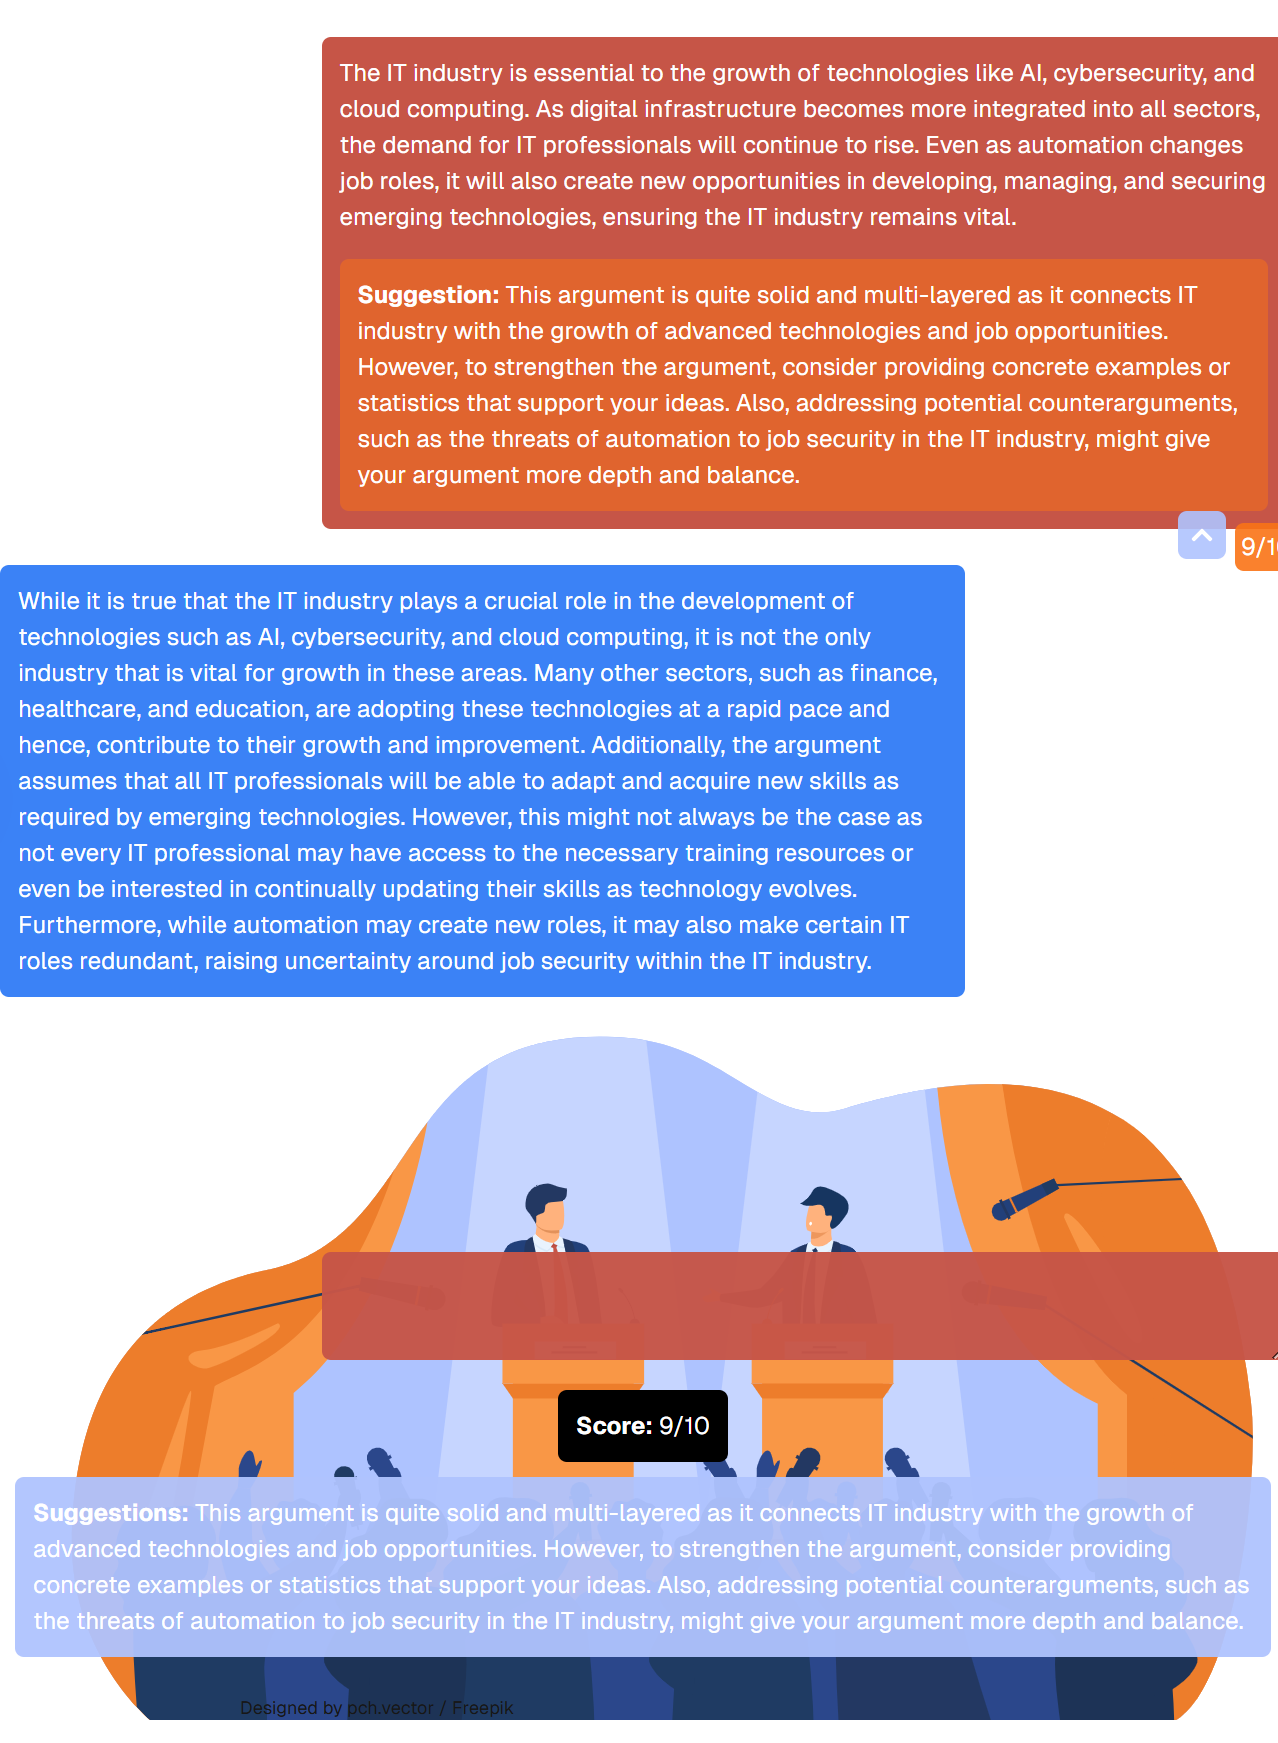 The IT industry is essential to the growth of technologies like AI, cybersecurity, and
cloud computing. As digital infrastructure becomes more integrated into all sectors,
the demand for IT professionals will continue to rise. Even as automation changes
job roles, it will also create new opportunities in developing, managing, and securing
emerging technologies, ensuring the IT industry remains vital.
Suggestion: This argument is quite solid and multi-layered as it connects IT
industry with the growth of advanced technologies and job opportunities.
However, to strengthen the argument, consider providing concrete examples or
statistics that support your ideas. Also, addressing potential counterarguments,
such as the threats of automation to job security in the IT industry, might give
your argument more depth and balance.
9/1
While it is true that the IT industry plays a crucial role in the development of
technologies such as AI, cybersecurity, and cloud computing, it is not the only
industry that is vital for growth in these areas. Many other sectors, such as finance,
healthcare, and education, are adopting these technologies at a rapid pace and
hence, contribute to their growth and improvement. Additionally, the argument
assumes that all IT professionals will be able to adapt and acquire new skills as
required by emerging technologies. However, this might not always be the case as
not every IT professional may have access to the necessary training resources or
even be interested in continually updating their skills as technology evolves.
Furthermore, while automation may create new roles, it may also make certain IT
roles redundant, raising uncertainty around job security within the IT industry.
Score: 9/10
Suggestions: This argument is quite solid and multi-layered as it connects IT industry with the growth of
advanced technologies and job opportunities. However, to strengthen the argument, consider providing
concrete examples or statistics that support your ideas. Also, addressing potential counterarguments, such as
the threats of automation to job security in the IT industry, might give your argument more depth and balance.
Designed by pch.vector / Freepik